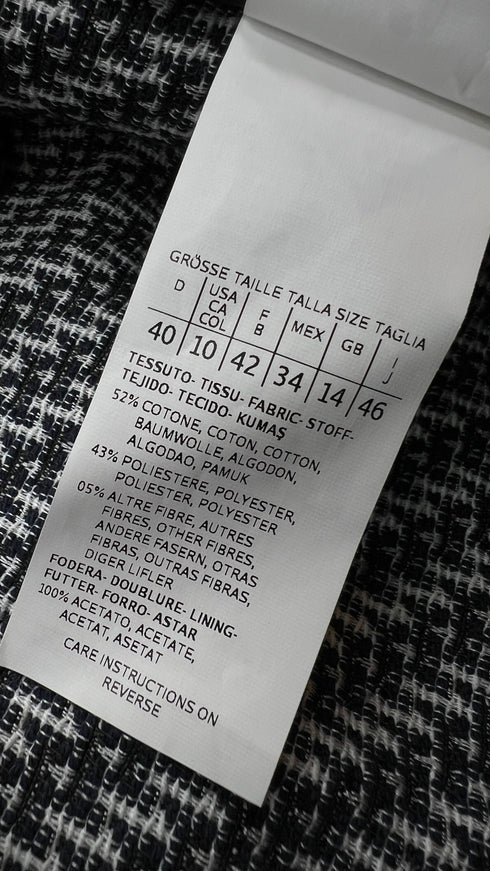 GRÖSSE TAILLE TALLA SIZE TAGLIA
D USA CA COL F B MEX GB I J
40 10 42 34 14 46
TESSUTO- TISSU- FABRIC- STOFF-
TEJIDO- TECIDO- KUMAŞ
52% COTONE, COTON, COTTON,
BAUMWOLLE, ALGODON,
ALGODAO, PAMUK
43% POLIESTERE, POLYESTER,
POLIESTER, POLYESTER
05% ALTRE FIBRE, AUTRES
FIBRES, OTHER FIBRES,
ANDERE FASERN, OTRAS
FIBRAS, OUTRAS FIBRAS,
DIGER LIFLER
FODERA- DOUBLURE- LINING-
FUTTER- FORRO- ASTAR
100% ACETATO, ACETATE,
ACETAT, ASETAT
CARE INSTRUCTIONS ON
REVERSE